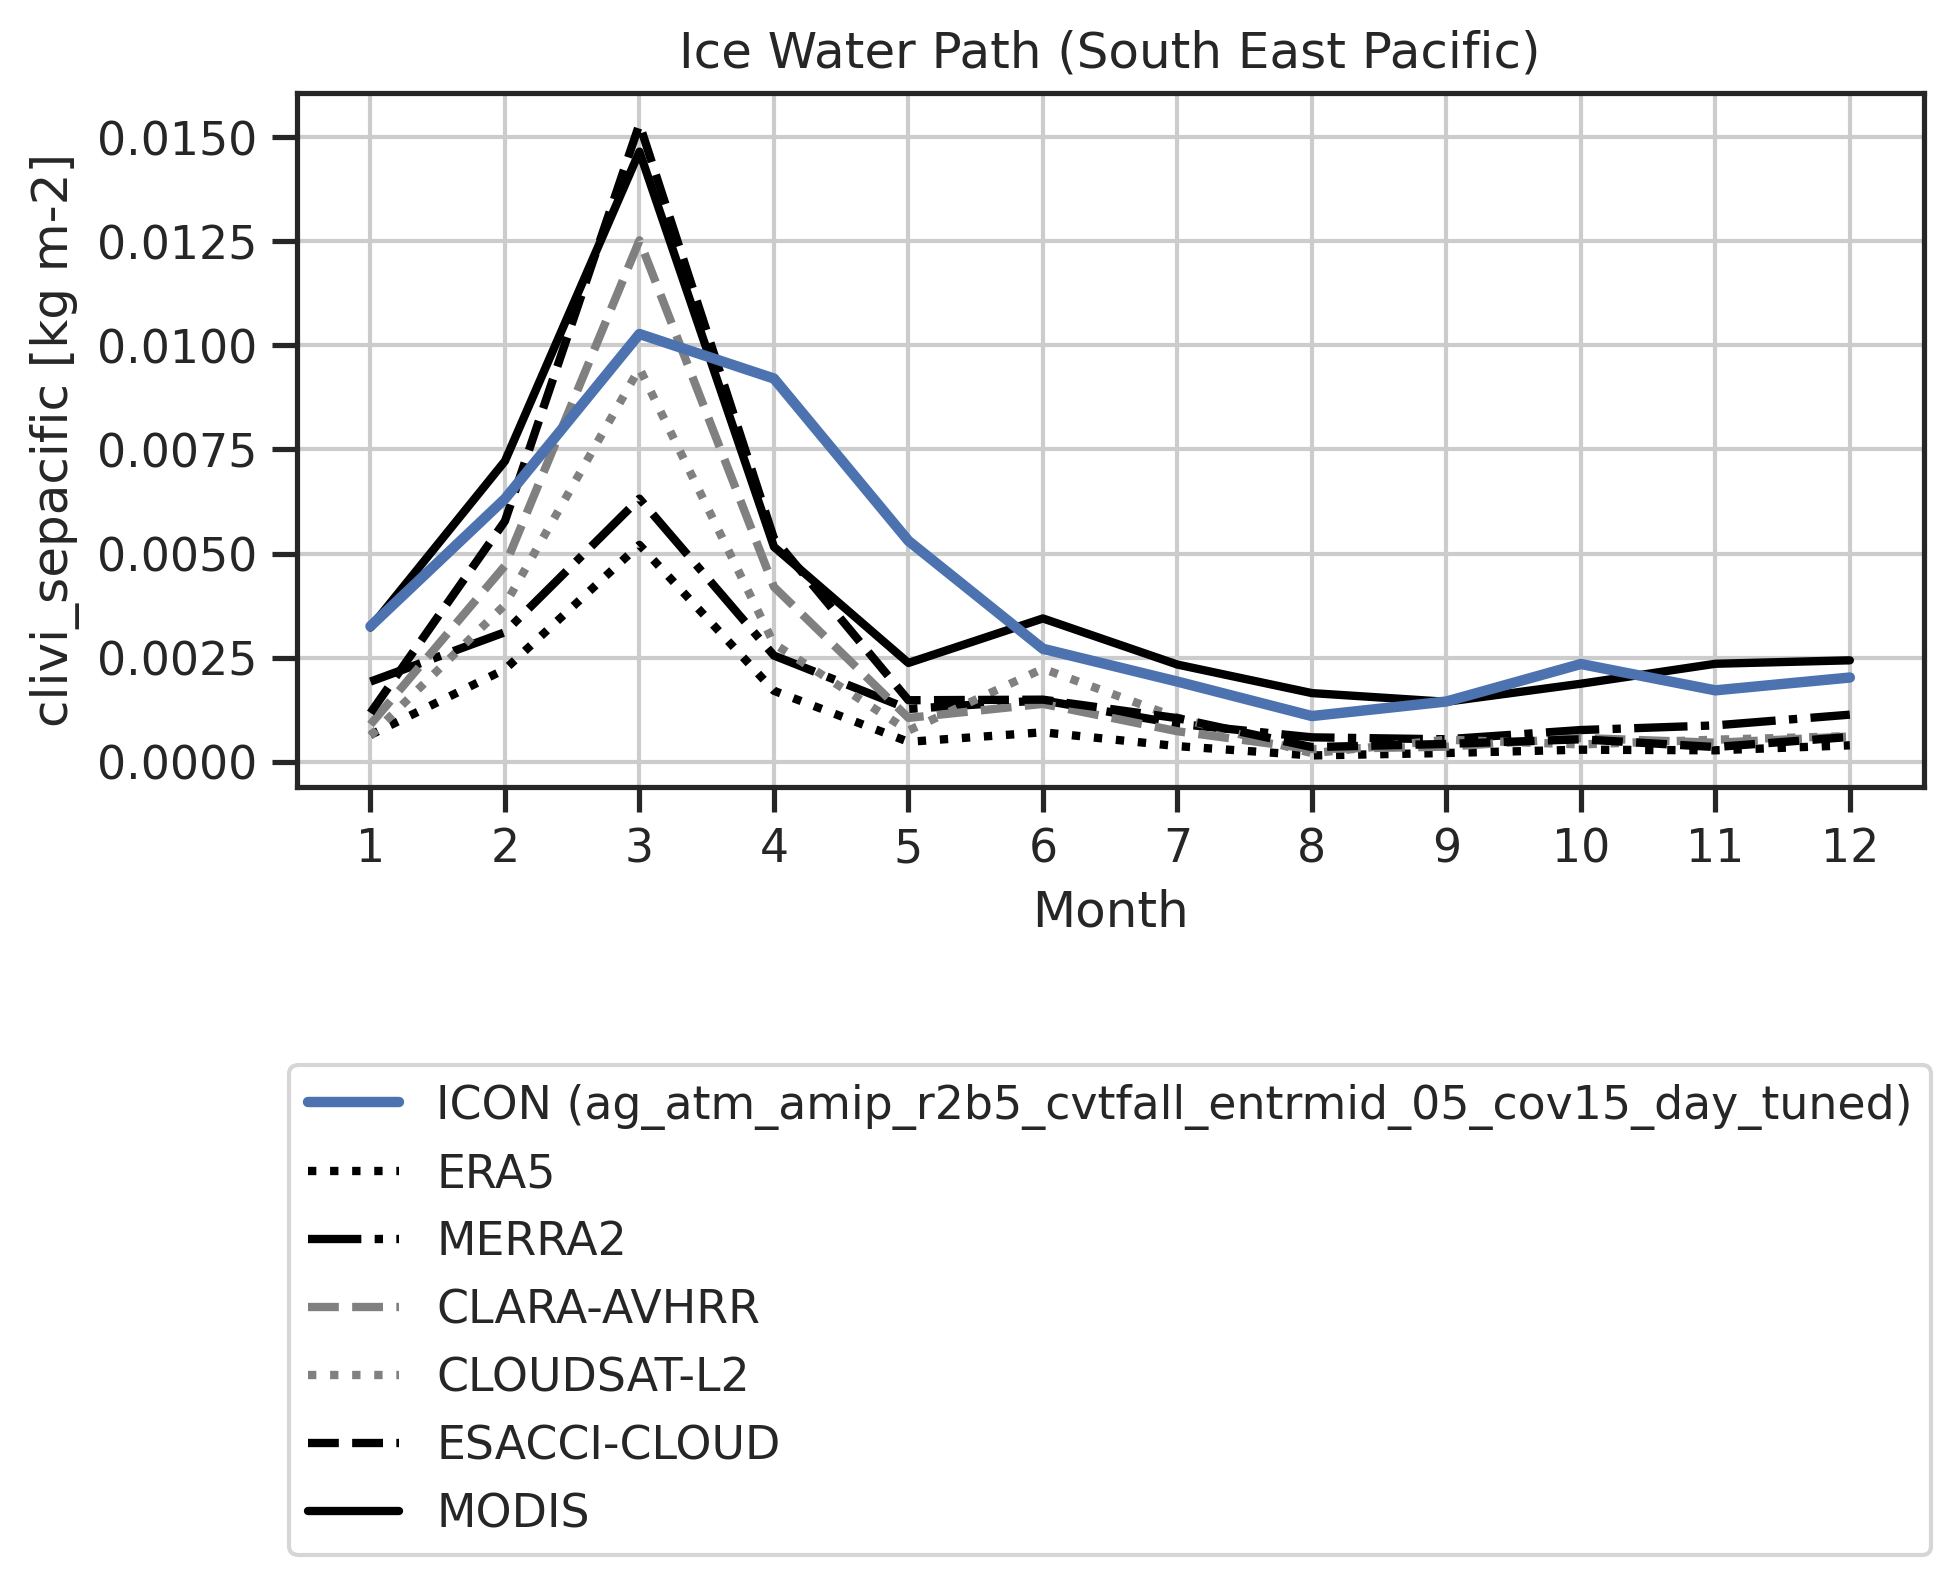 Ice Water Path (South East Pacific)
clivi_sepacific [kg m-2]
0.0150
0.0125
0.0100
0.0075
0.0050
0.0025
0.0000
1 2 3 4 5 6 7 8 9 10 11 12
Month
ICON (ag_atm_amip_r2b5_cvtfall_entrmid_05_cov15_day_tuned)
ERA5
MERRA2
CLARA-AVHRR
CLOUDSAT-L2
ESACCI-CLOUD
MODIS